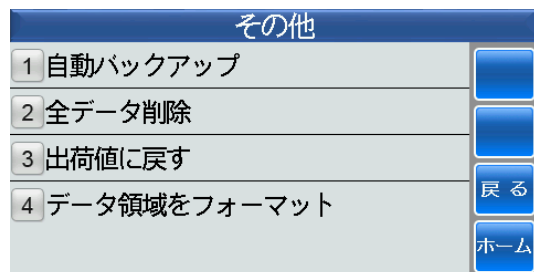 その他
1 自動バックアップ
2 全データ削除
3 出荷値に戻す
4 データ領域をフォーマット
戻る
ホーム